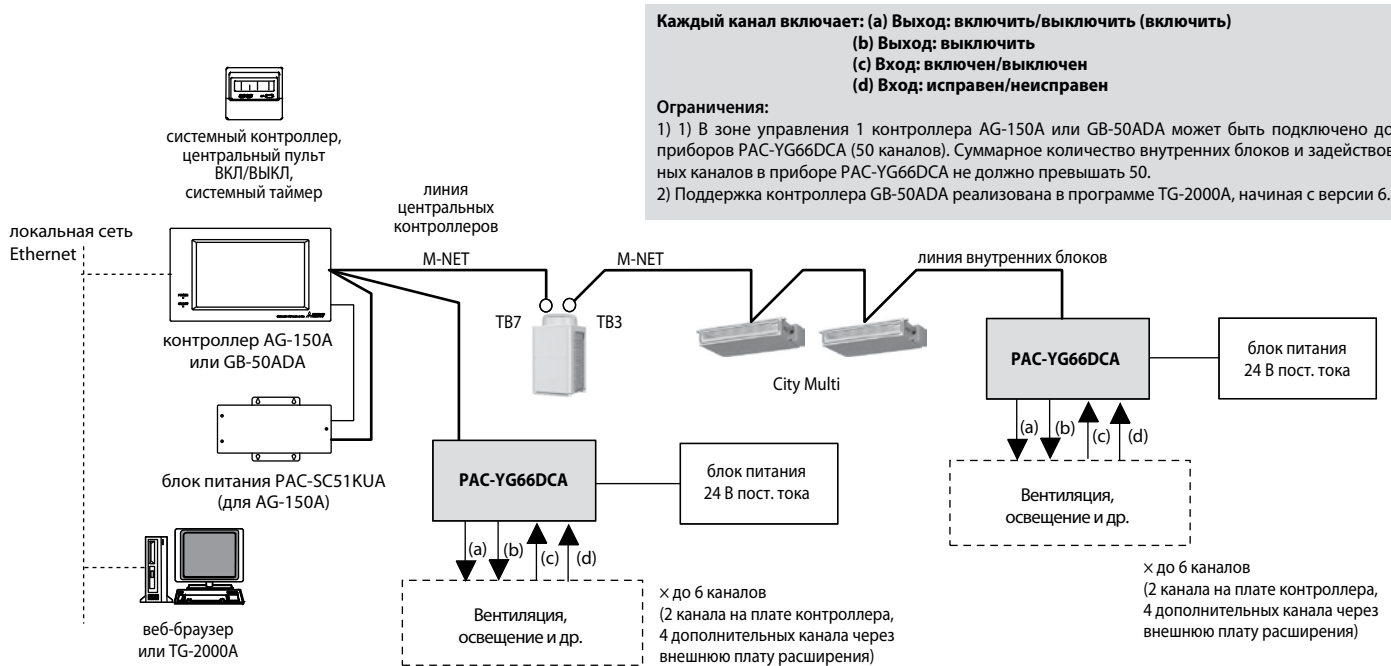 Каждый канал включает: (a) Выход: включить/выключить (включить)
(b) Выход: выключить
(c) Вход: включен/выключен
(d) Вход: исправен/неисправен
Ограничения:
1) 1) В зоне управления 1 контроллера AG-150A или GB-50ADA может быть подключено до
приборов PAC-YG66DCA (50 каналов). Суммарное количество внутренних блоков и задейство
ных каналов в приборе PAC-YG66DCA не должно превышать 50.
2) Поддержка контроллера GB-50ADA реализована в программе TG-2000A, начиная с версии 6.
системный контроллер,
центральный пульт
ВКЛ/ВЫКЛ,
системный таймер
локальная сеть
Ethernet
линия
центральных
контроллеров
M-NET
M-NET
линия внутренних блоков
TB7
TB3
контроллер AG-150A
или GB-50ADA
City Multi
PAC-YG66DCA
блок питания
24 В пост. тока
(a)
(b)
(c)
(d)
Вентиляция,
освещение и др.
× до 6 каналов
(2 канала на плате контроллера,
4 дополнительных канала через
внешнюю плату расширения)
блок питания PAC-SC51KUA
(для AG-150A)
PAC-YG66DCA
блок питания
24 В пост. тока
(a)
(b)
(c)
(d)
Вентиляция,
освещение и др.
× до 6 каналов
(2 канала на плате контроллера,
4 дополнительных канала через
внешнюю плату расширения)
веб-браузер
или TG-2000A